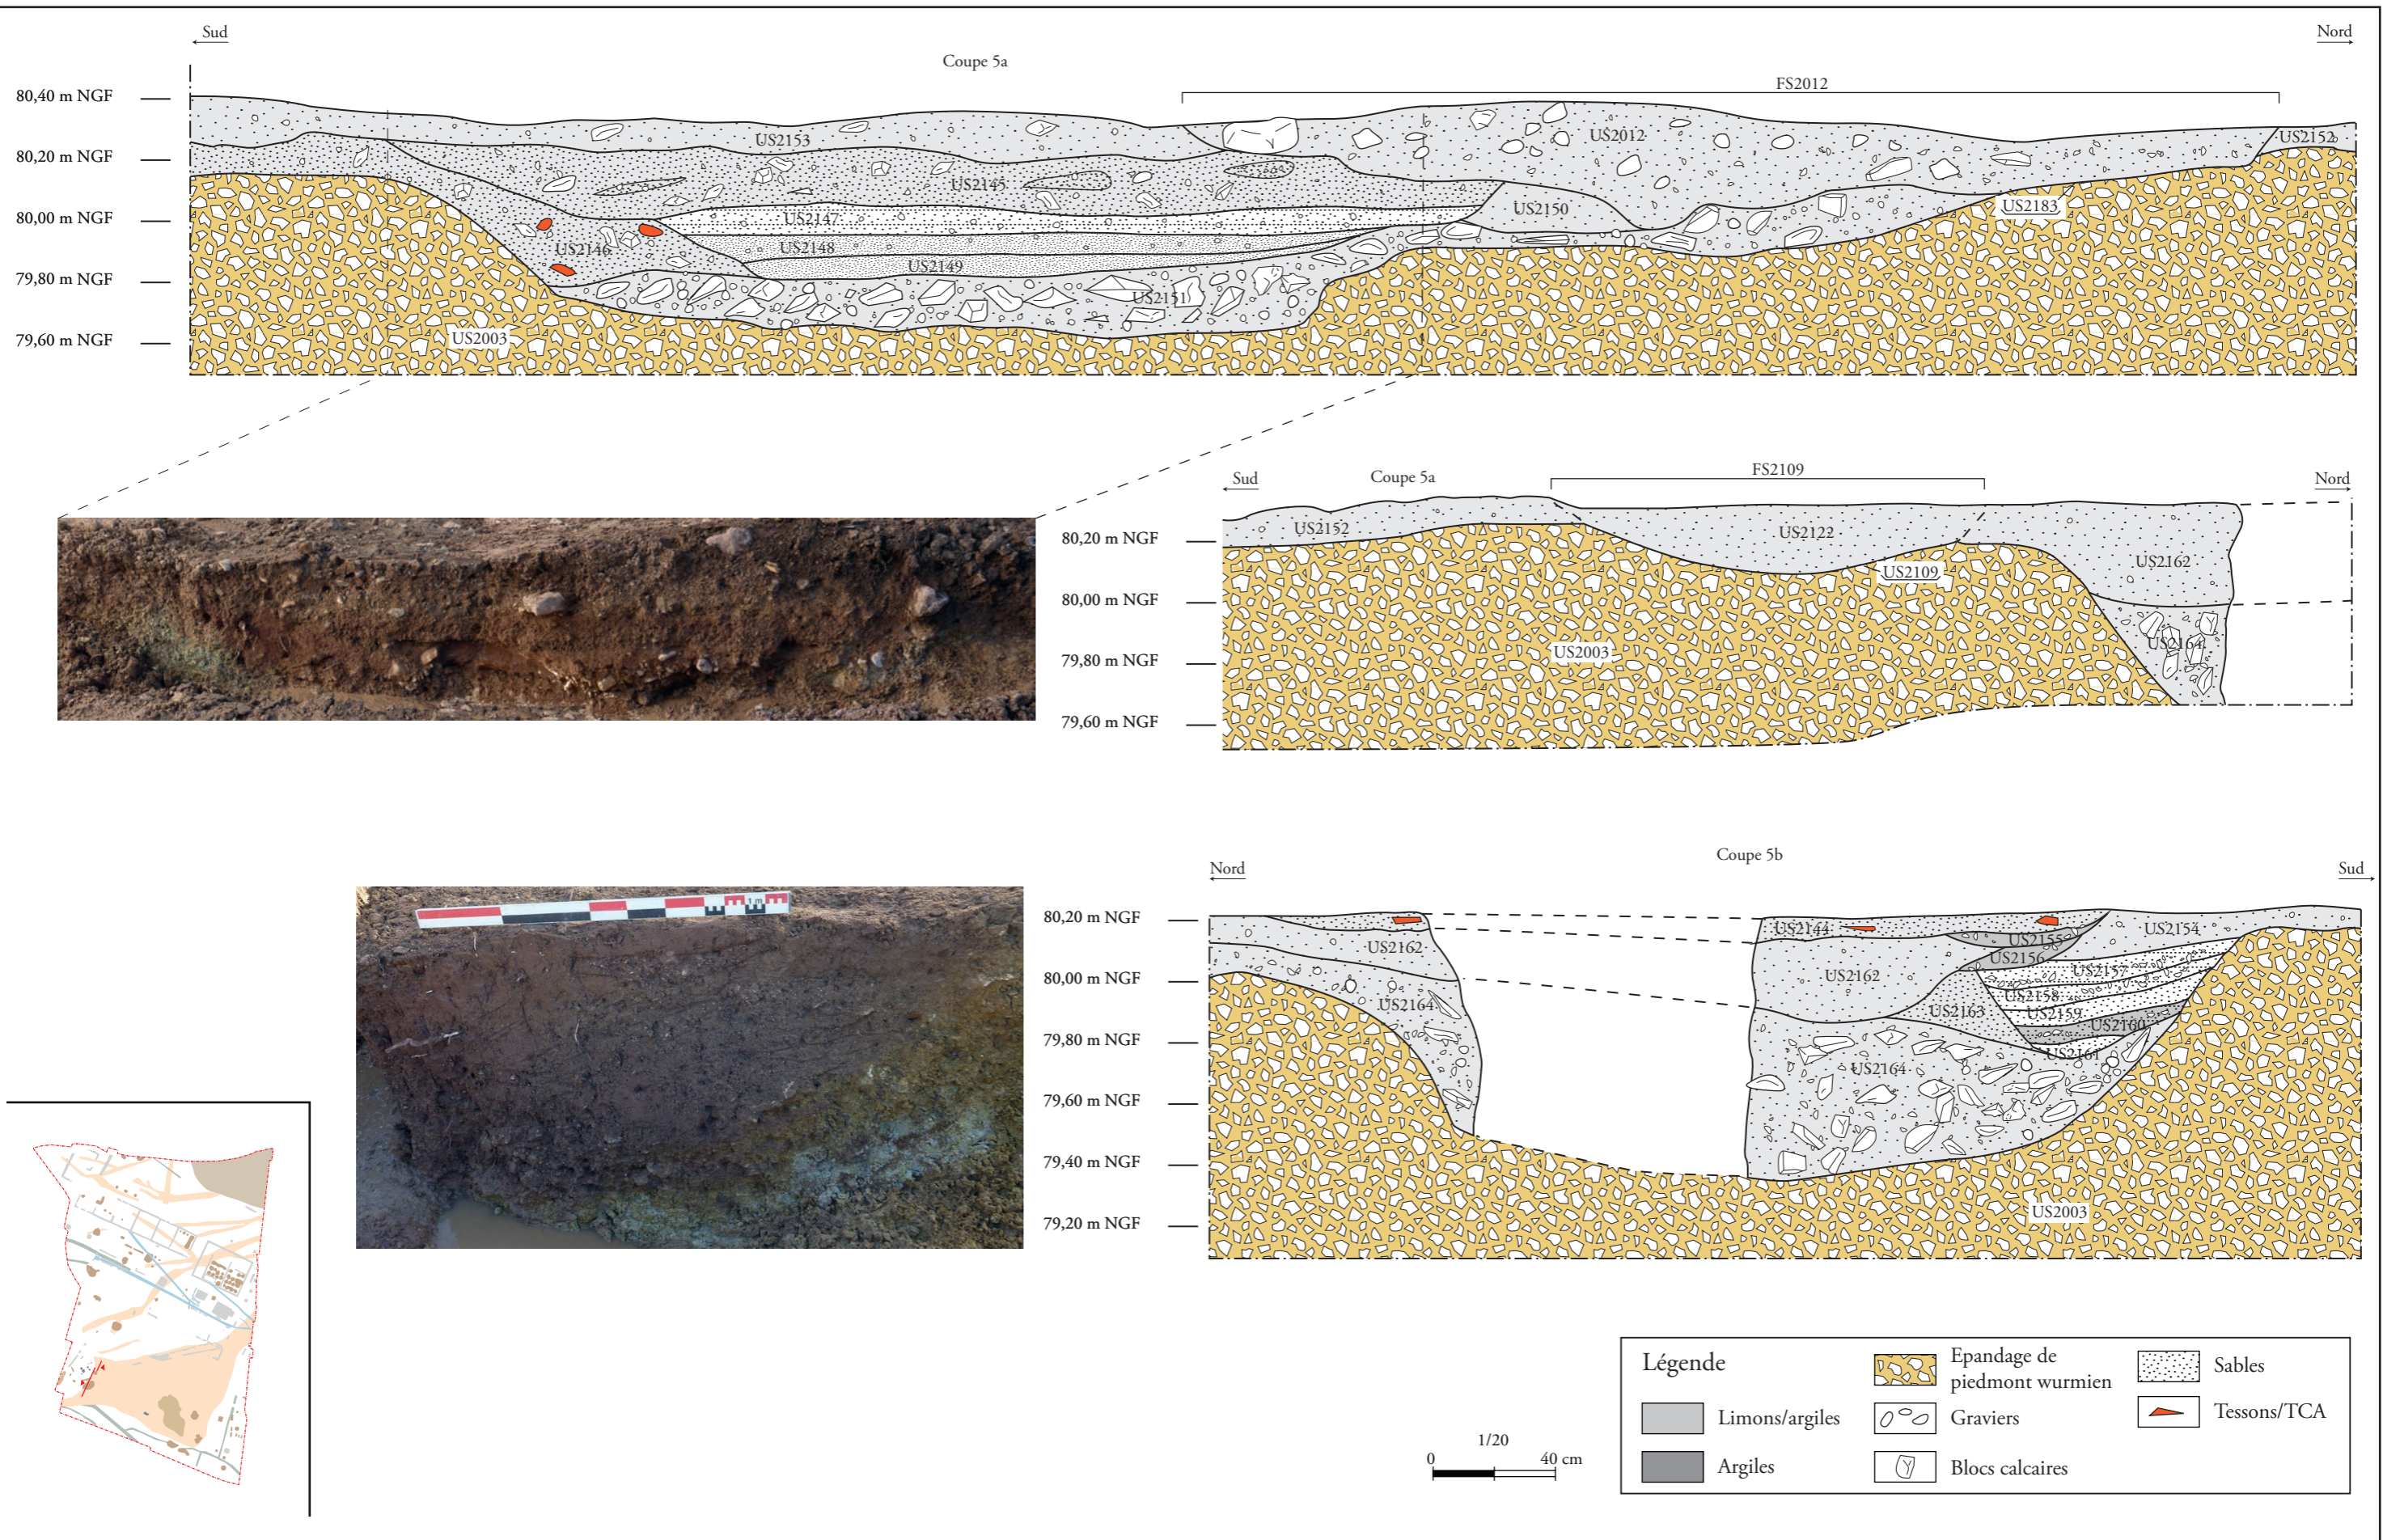 Sud
Nord
Coupe 5a
FS2012
80,40 m NGF
80,20 m NGF
80,00 m NGF
79,80 m NGF
79,60 m NGF
US2153
US2012
US2152
US2145
US2147
US2150
US2183
US2146
US2148
US2149
US2151
US2003
Sud
Coupe 5a
FS2109
Nord
80,20 m NGF
80,00 m NGF
79,80 m NGF
79,60 m NGF
US2152
US2122
US2162
US2109
US2164
US2003
Coupe 5b
Nord
Sud
80,20 m NGF
80,00 m NGF
79,80 m NGF
79,60 m NGF
79,40 m NGF
79,20 m NGF
US2162
US2164
US2144
US2155
US2154
US2156
US2162
US2157
US2158
US2163
US2159
US2160
US2161
US2164
US2003
1 m
1/20
0 40 cm
Légende
Limons/argiles
Argiles
Epandage de
piedmont wurmien
Graviers
Blocs calcaires
Sables
Tessons/TCA